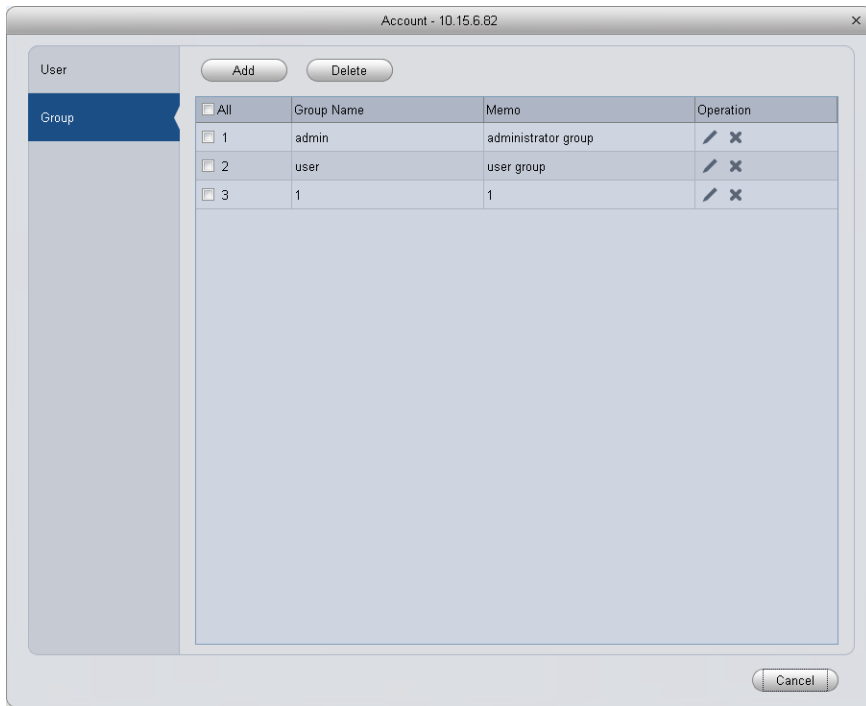 Account - 10.15.6.82
User
Group
Add Delete
All Group Name Memo Operation
1 admin administrator group
2 user user group
3 1 1
Cancel